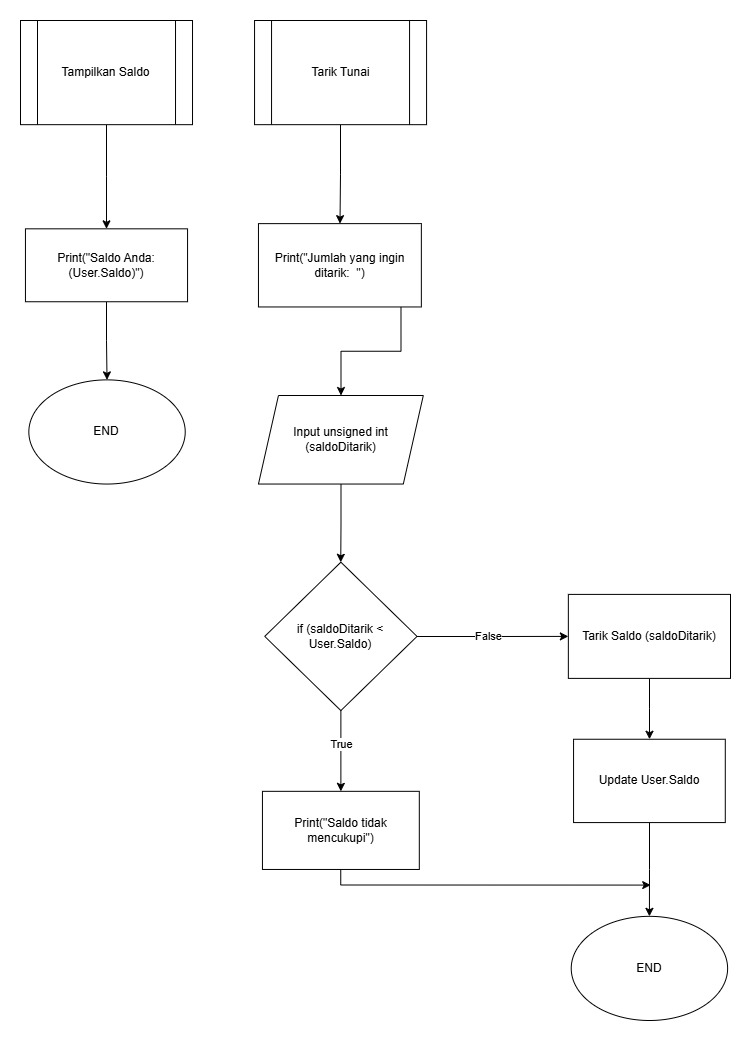 Tampilkan Saldo
Tarik Tunai
Print("Saldo Anda:
(User.Saldo)")
Print("Jumlah yang ingin
ditarik:  ")
END
Input unsigned int
(saldoDitarik)
if (saldoDitarik <
User.Saldo)
False
Tarik Saldo (saldoDitarik)
True
Update User.Saldo
Print("Saldo tidak
mencukupi")
END